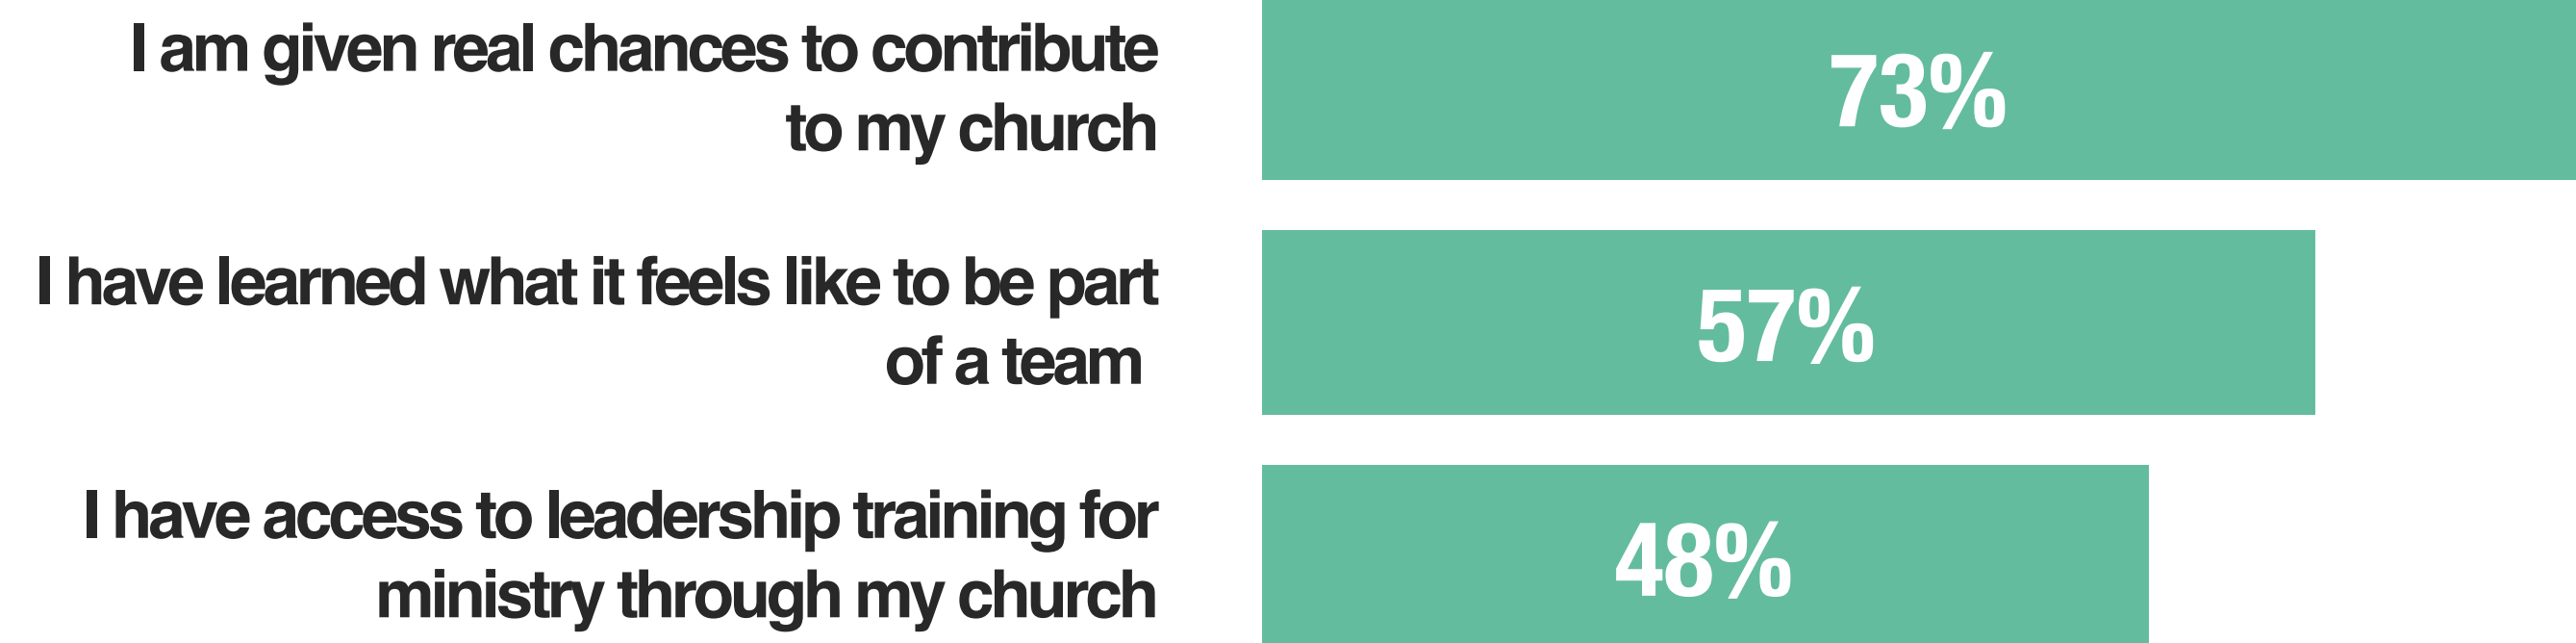 I am given real chances to contribute
to my church
73%
I have learned what it feels like to be part
of a team
57%
I have access to leadership training for
ministry through my church
48%